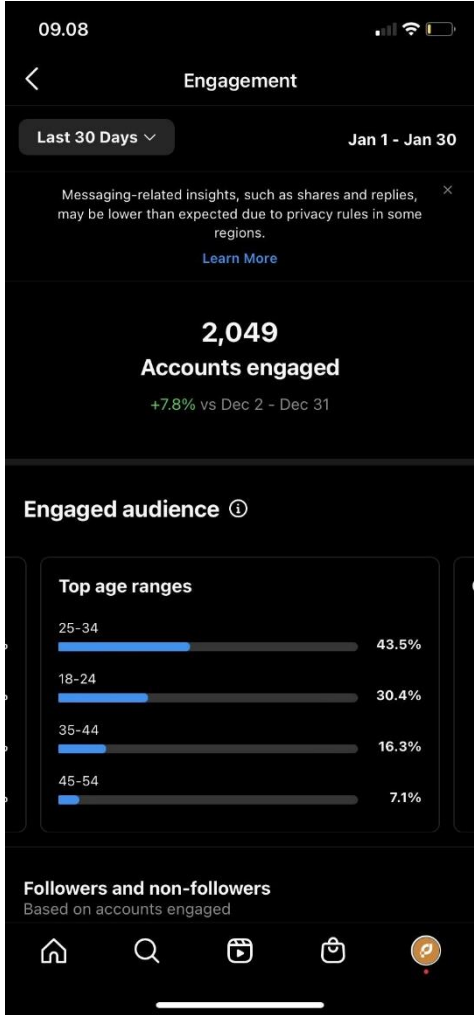 09.08
Engagement
Last 30 Days
Jan 1 - Jan 30
Messaging-related insights, such as shares and replies,
may be lower than expected due to privacy rules in some
regions.
Learn More
2,049
Accounts engaged
+7.8% vs Dec 2 - Dec 31
Engaged audience
Top age ranges
25-34
43.5%
18-24
30.4%
35-44
16.3%
45-54
7.1%
Followers and non-followers
Based on accounts engaged